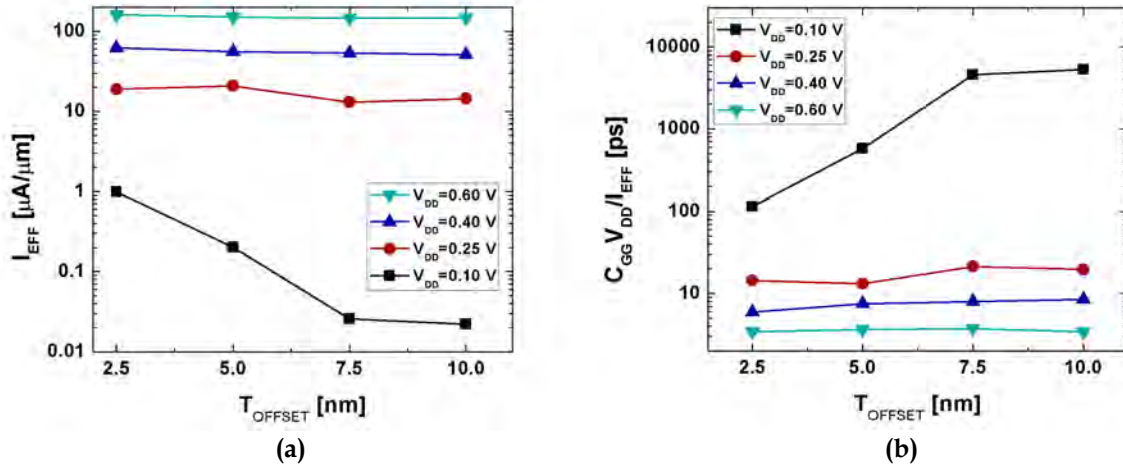 100
10
1
0.1
0.01
I_EFF [µA/µm]
V_DD=0.60 V
V_DD=0.40 V
V_DD=0.25 V
V_DD=0.10 V
2.5 5.0 7.5 10.0
T_OFFSET [nm]
(a)
10000
1000
100
10
C_GG V_DD/I_EFF [ps]
V_DD=0.10 V
V_DD=0.25 V
V_DD=0.40 V
V_DD=0.60 V
2.5 5.0 7.5 10.0
T_OFFSET [nm]
(b)